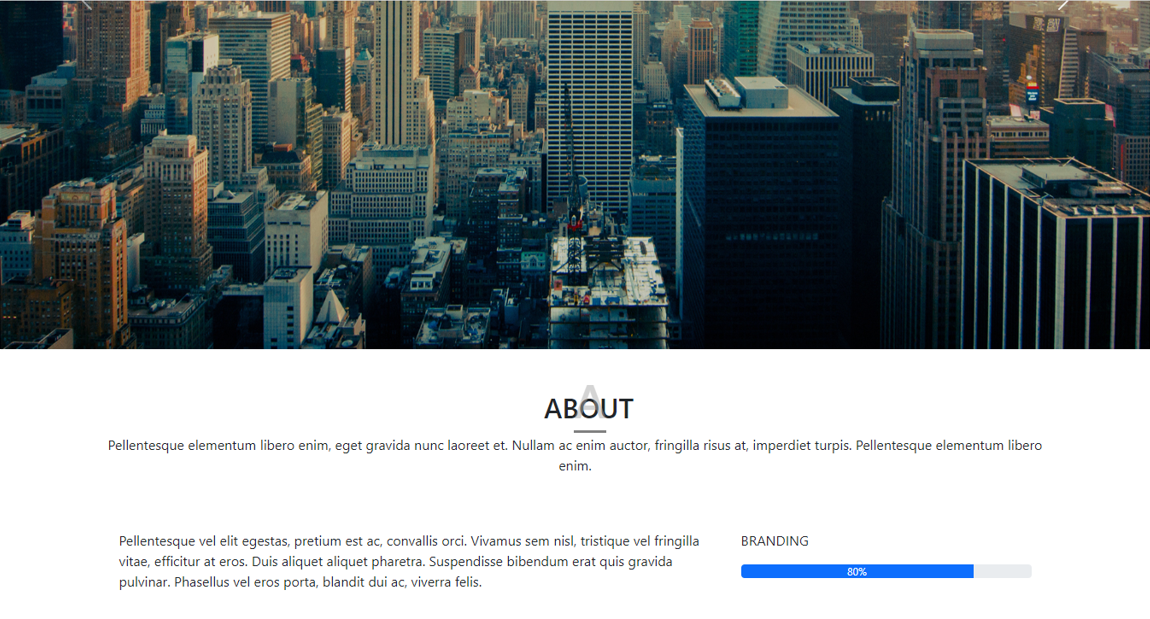 A
ABOUT
Pellentesque elementum libero enim, eget gravida nunc laoreet et. Nullam ac enim auctor, fringilla risus at, imperdiet turpis. Pellentesque elementum libero
enim.
Pellentesque vel elit egestas, pretium est ac, convallis orci. Vivamus sem nisl, tristique vel fringilla
vitae, efficitur at eros. Duis aliquet aliquet pharetra. Suspendisse bibendum erat quis gravida
pulvinar. Phasellus vel eros porta, blandit dui ac, viverra felis.
BRANDING
80%